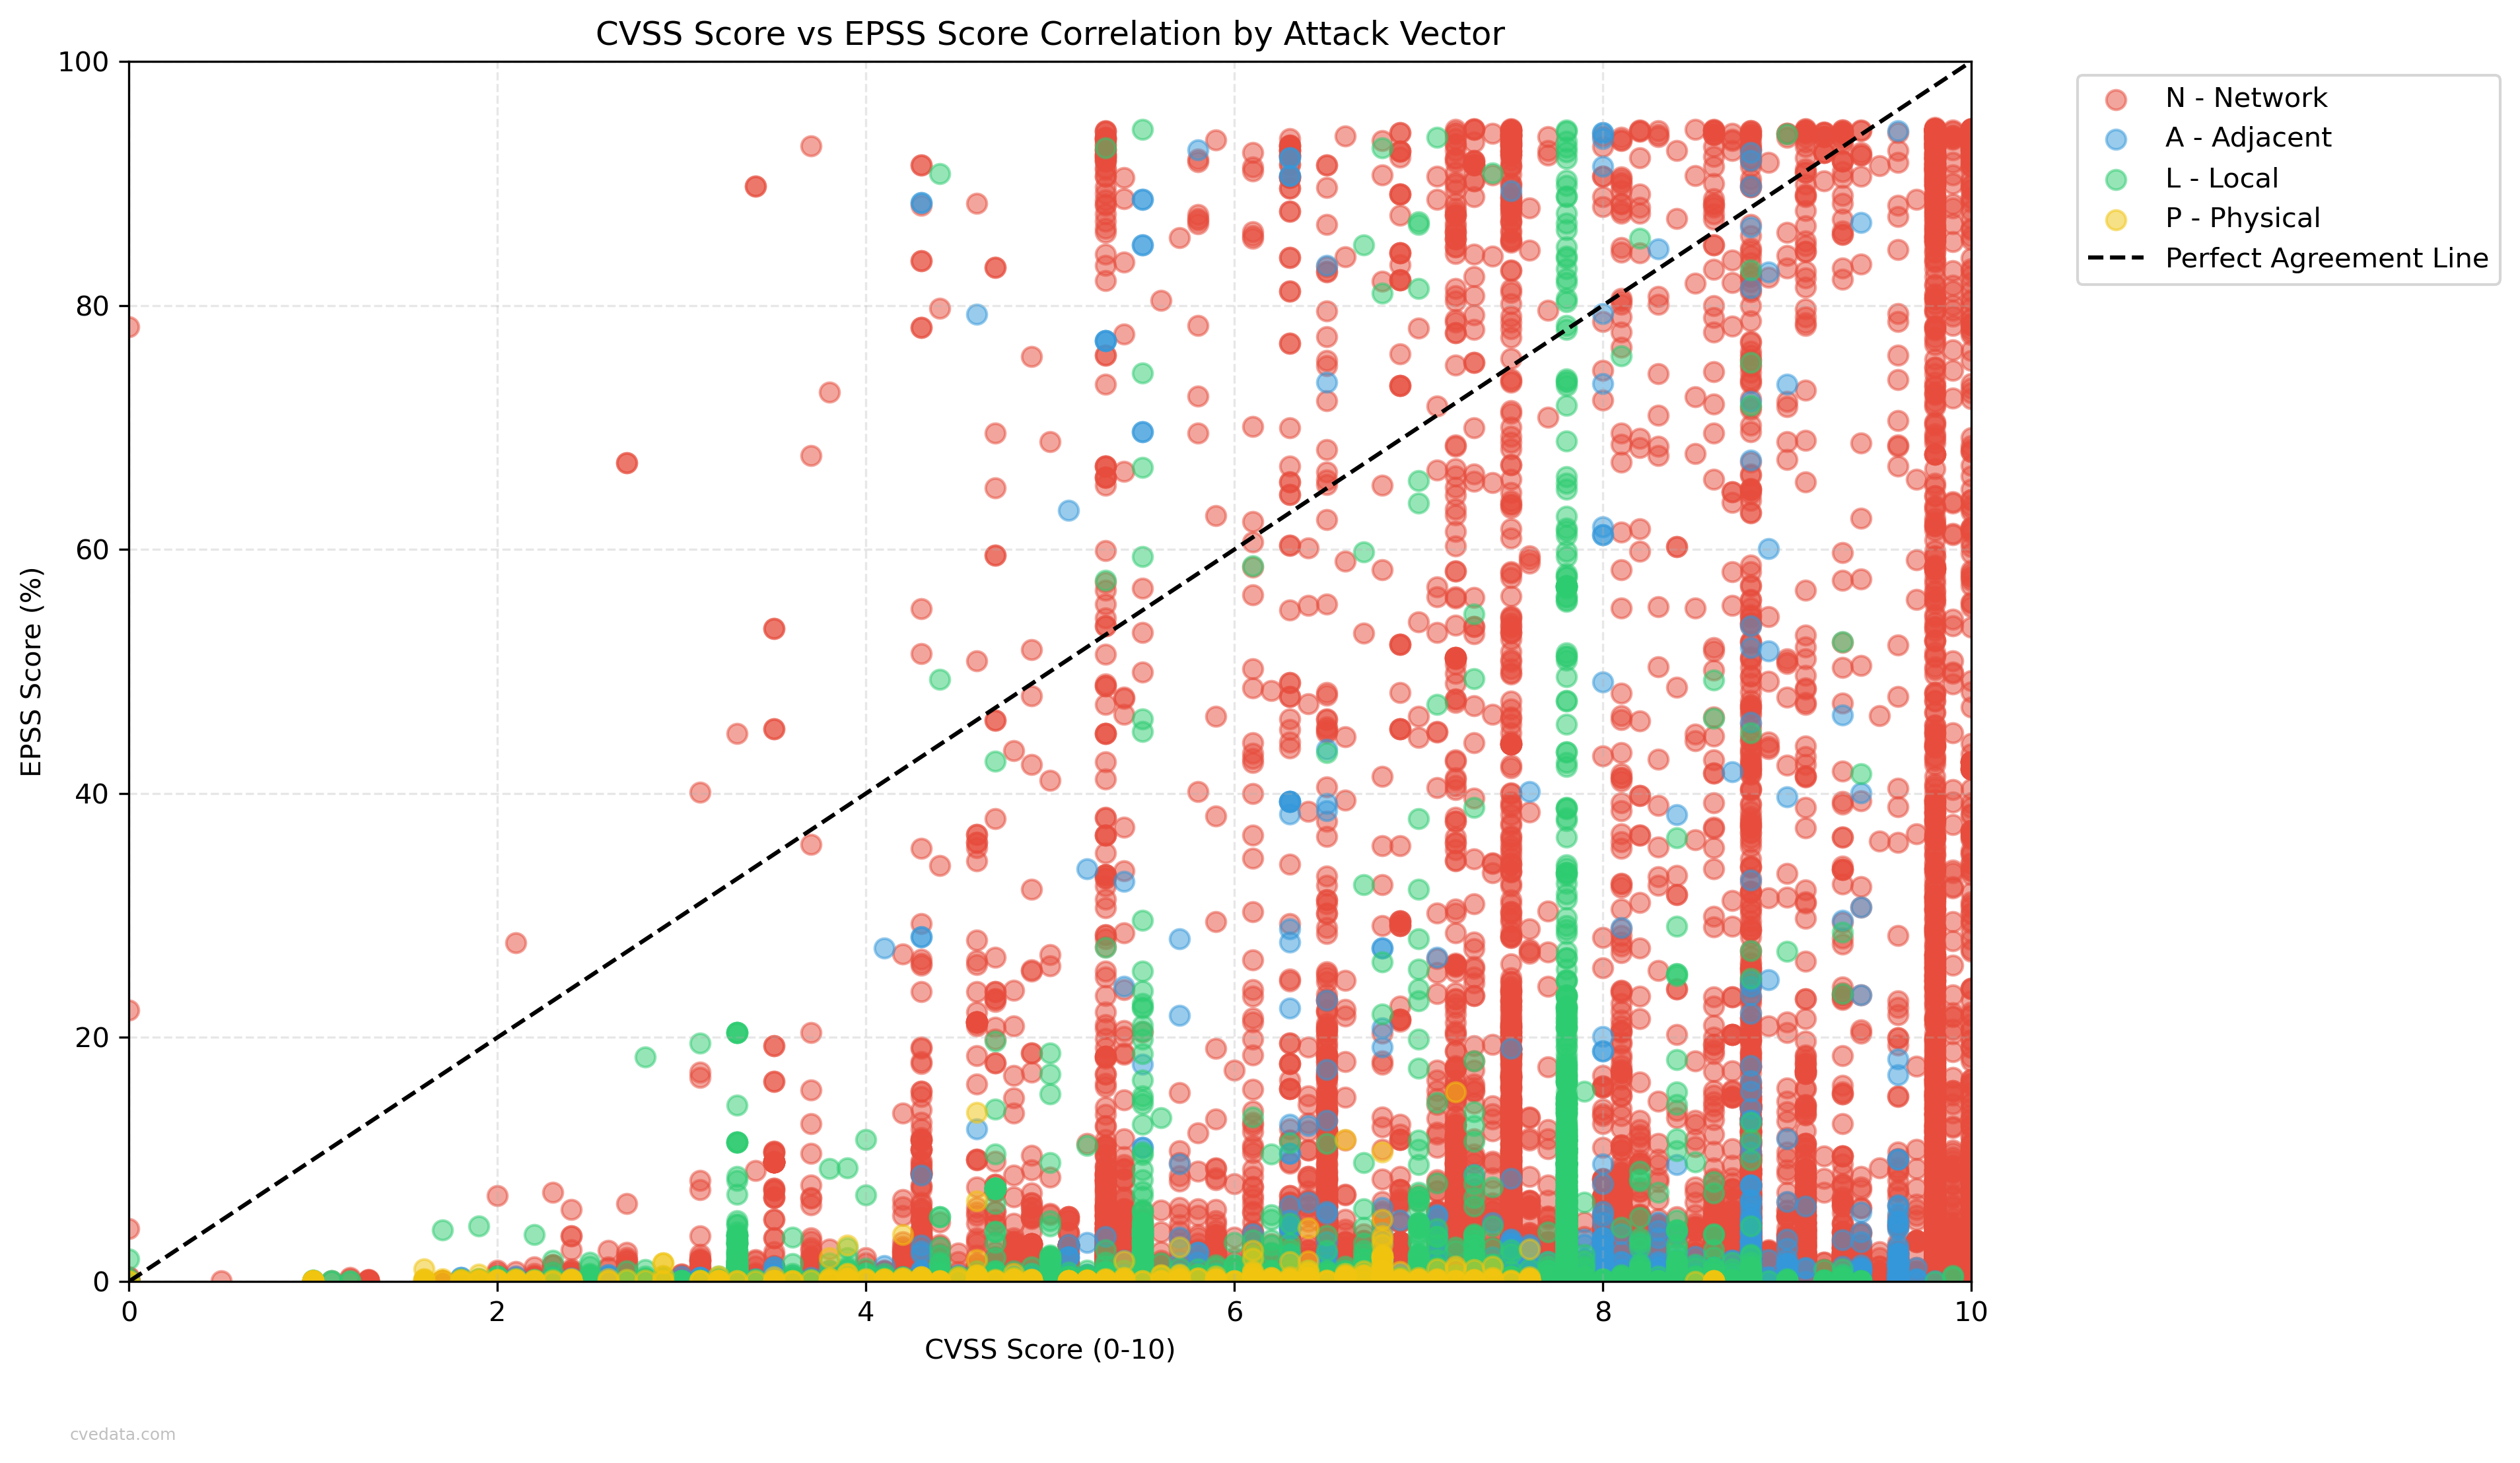 CVSS Score vs EPSS Score Correlation by Attack Vector
100
80
60
40
20
0
EPSS Score (%)
0 2 4 6 8 10
CVSS Score (0-10)
N - Network
A - Adjacent
L - Local
P - Physical
Perfect Agreement Line
cvedata.com